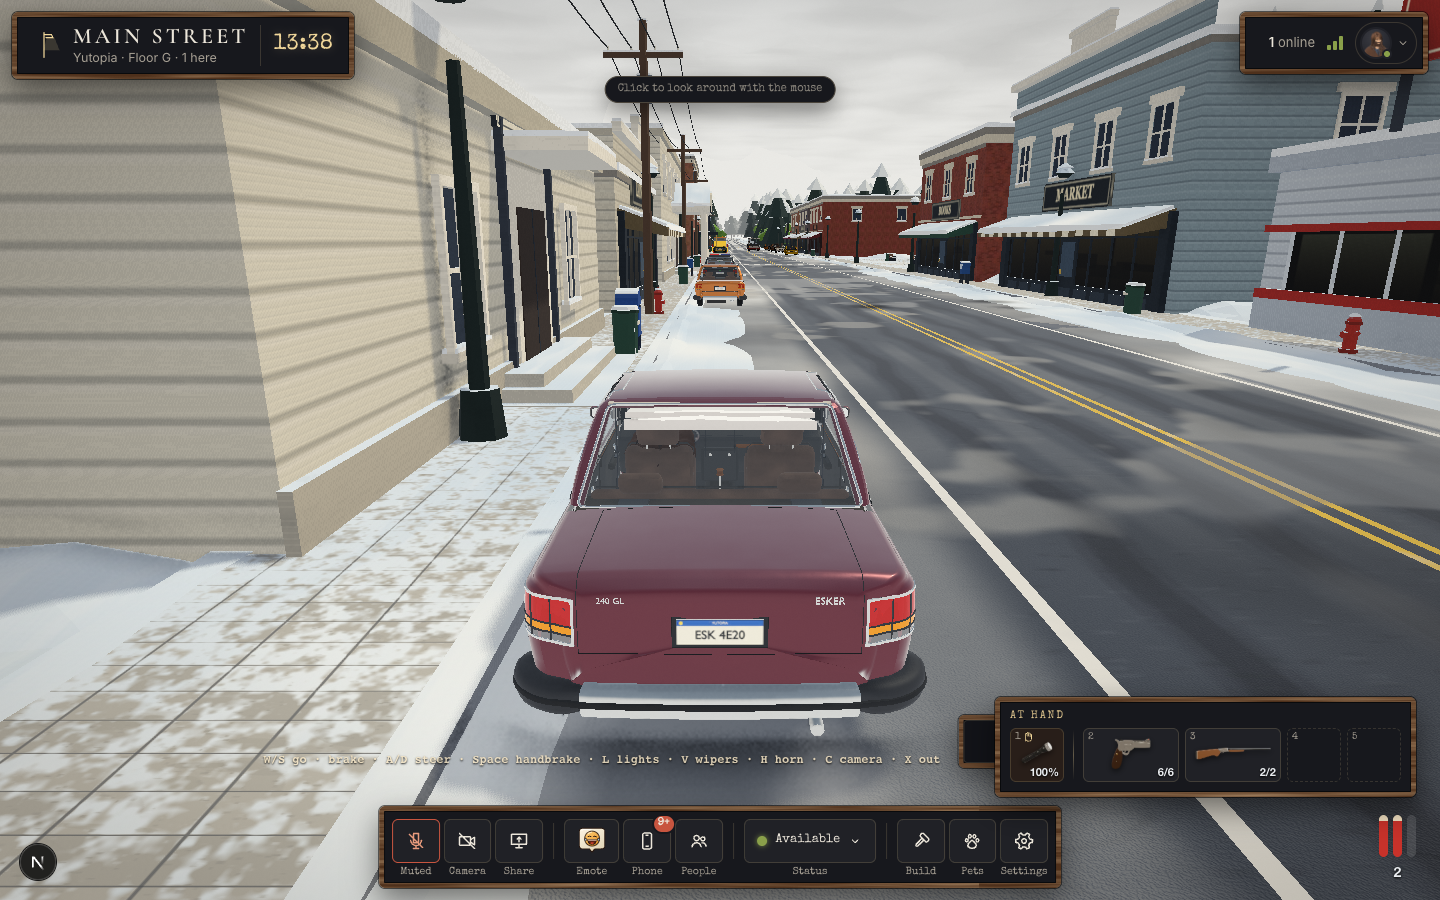 MAIN STREET
Yutopia · Floor G · 1 here
13:38
1 online
Click to look around with the mouse
MARKET
BOOKS
240 GL
ESKER
YUTOPIA
ESK 4E20
W/S go · brake · A/D steer · Space handbrake · L lights · V wipers · H horn · C camera · X out
AT HAND
1
100%
2
6/6
3
2/2
4
5
Muted
Camera
Share
Emote
9+
Phone
People
Available
Status
Build
Pets
Settings
N
2